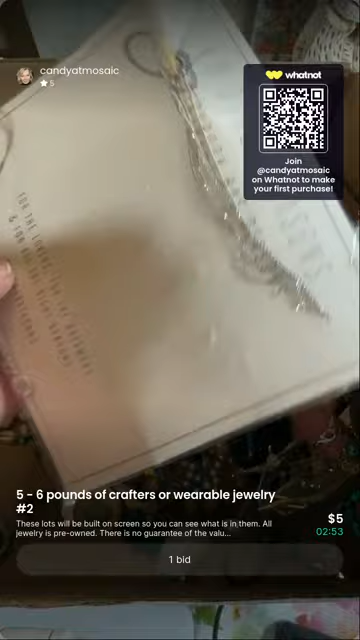 candyatmosaic
★5
whatnot
Join
@candyatmosaic
on Whatnot to make
your first purchase!
FOR THE
5 - 6 pounds of crafters or wearable jewelry
#2
These lots will be built on screen so you can see what is in them. All
jewelry is pre-owned. There is no guarantee of the valu...
$5
02:53
1 bid